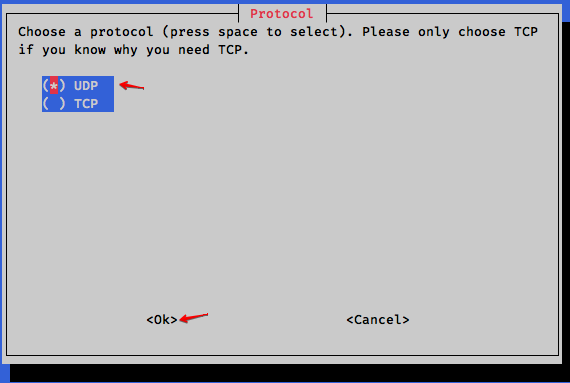 Protocol
Choose a protocol (press space to select). Please only choose TCP
if you know why you need TCP.
(*) UDP
( ) TCP
<Ok>
<Cancel>